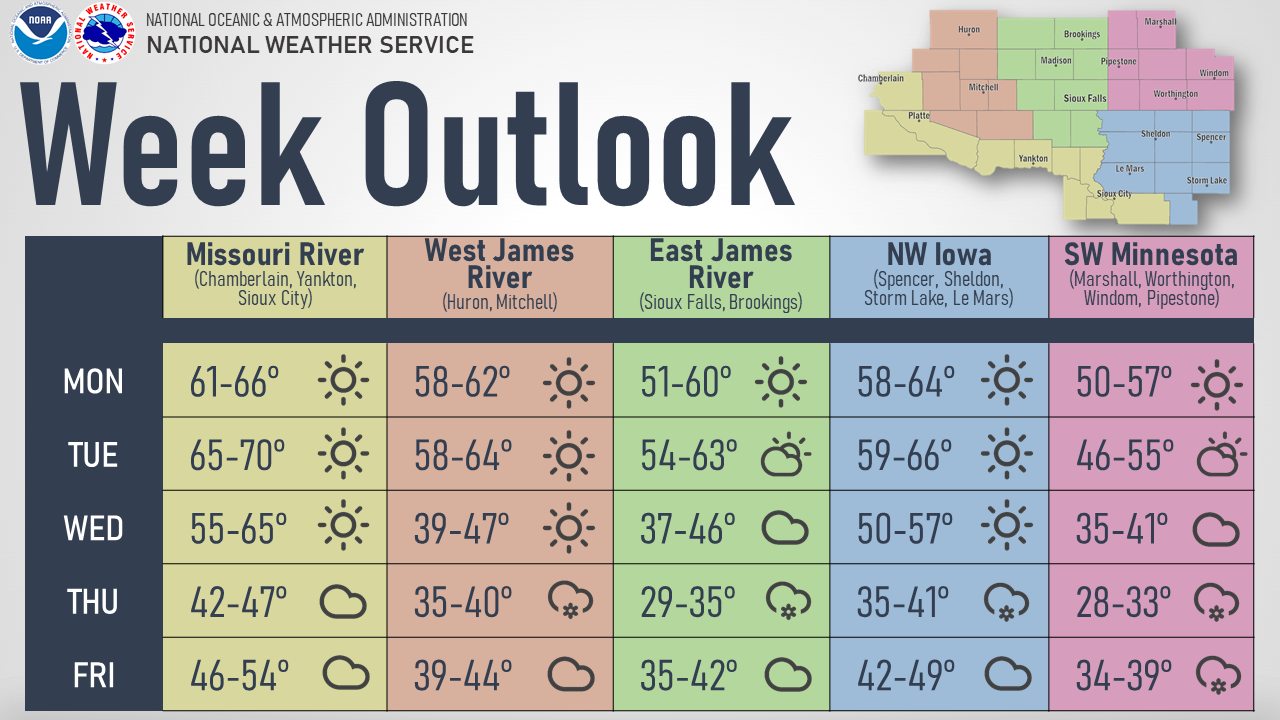 NOAA
NATIONAL WEATHER SERVICE
NATIONAL OCEANIC & ATMOSPHERIC ADMINISTRATION
NATIONAL WEATHER SERVICE
Week Outlook
Marshall
Huron
Brookings
Madison
Pipestone
Windom
Chamberlain
Mitchell
Sioux Falls
Worthington
Platte
Sheldon
Spencer
Yankton
Le Mars
Storm Lake
Sioux City
Missouri River
(Chamberlain, Yankton,
Sioux City)
West James
River
(Huron, Mitchell)
East James
River
(Sioux Falls, Brookings)
NW Iowa
(Spencer, Sheldon,
Storm Lake, Le Mars)
SW Minnesota
(Marshall, Worthington,
Windom, Pipestone)
MON 61-66° 58-62° 51-60° 58-64° 50-57°
TUE 65-70° 58-64° 54-63° 59-66° 46-55°
WED 55-65° 39-47° 37-46° 50-57° 35-41°
THU 42-47° 35-40° 29-35° 35-41° 28-33°
FRI 46-54° 39-44° 35-42° 42-49° 34-39°